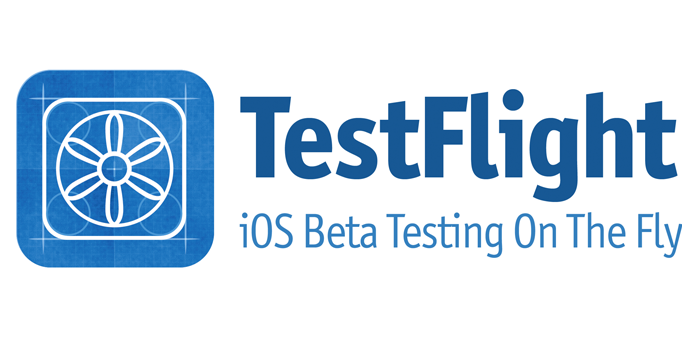 TestFlight
iOS Beta Testing On The Fly